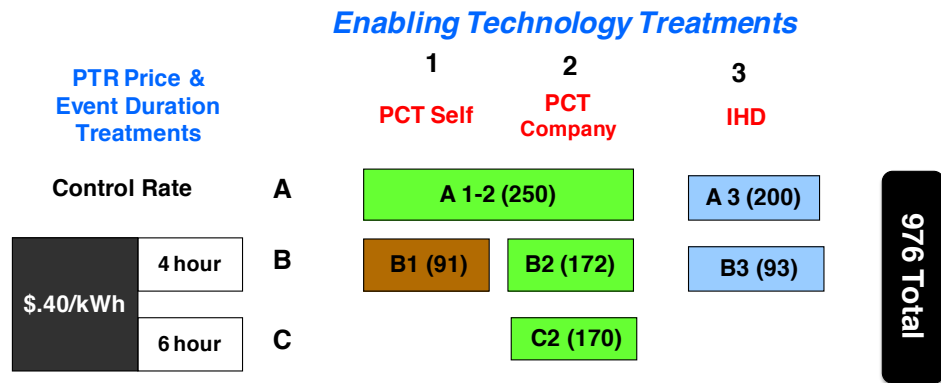 Enabling Technology Treatments
PTR Price &
Event Duration
Treatments
1
2
3
PCT Self
PCT
Company
IHD
Control Rate
A
A 1-2 (250)
A 3 (200)
$.40/kWh
4 hour
B
B1 (91)
B2 (172)
B3 (93)
6 hour
C
C2 (170)
976 Total